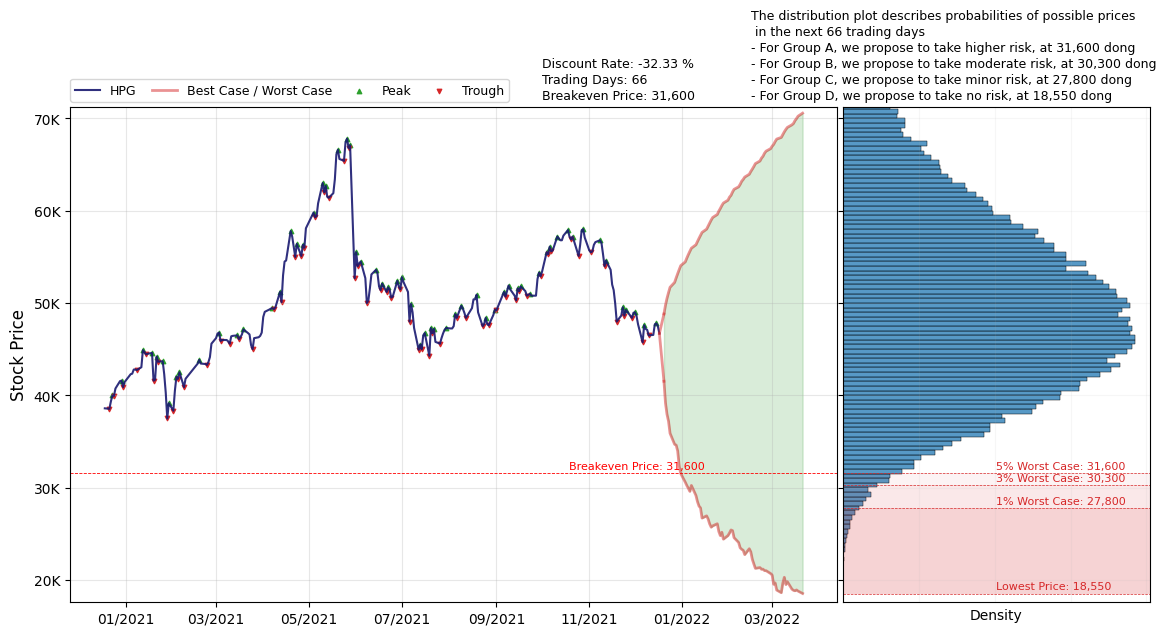 The distribution plot describes probabilities of possible prices
in the next 66 trading days
- For Group A, we propose to take higher risk, at 31,600 dong
- For Group B, we propose to take moderate risk, at 30,300 dong
- For Group C, we propose to take minor risk, at 27,800 dong
- For Group D, we propose to take no risk, at 18,550 dong
Discount Rate: -32.33 %
Trading Days: 66
Breakeven Price: 31,600
HPG
Best Case / Worst Case
Peak
Trough
Stock Price
70K
60K
50K
40K
30K
20K
Breakeven Price: 31,600
5% Worst Case: 31,600
3% Worst Case: 30,300
1% Worst Case: 27,800
Lowest Price: 18,550
01/2021
03/2021
05/2021
07/2021
09/2021
11/2021
01/2022
03/2022
Density